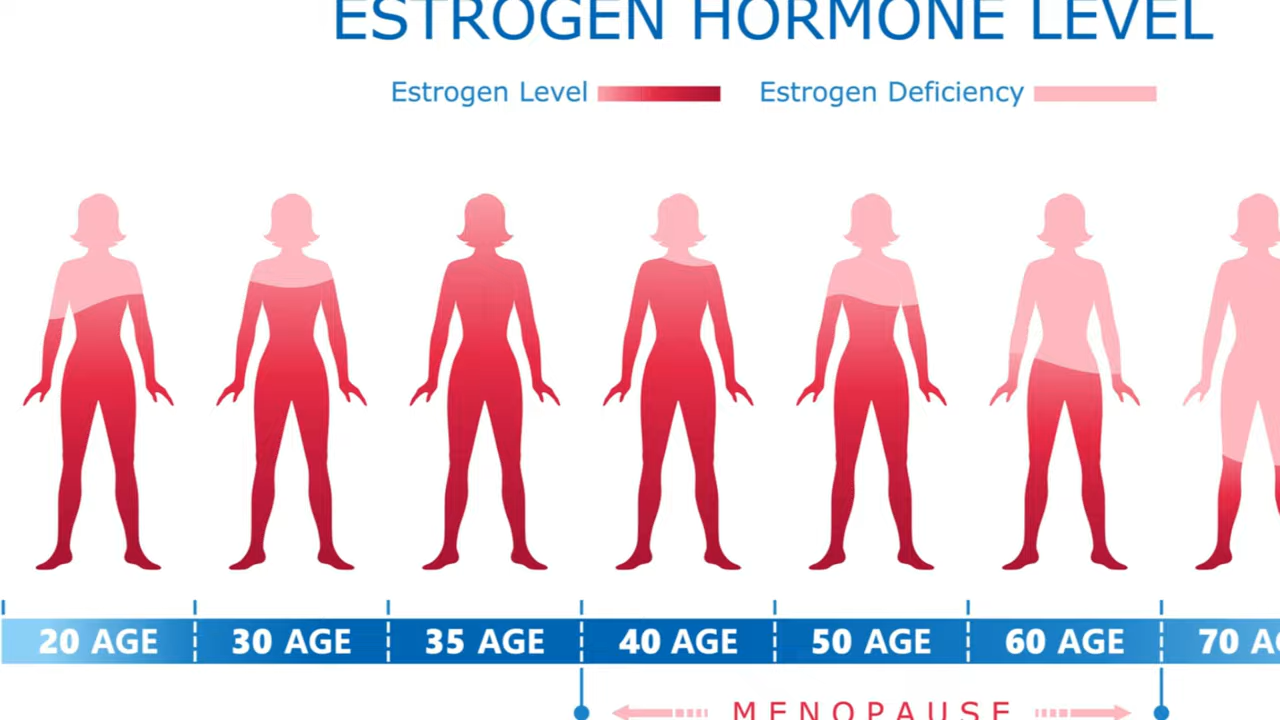 ESTROGEN HORMONE LEVEL
Estrogen Level Estrogen Deficiency
20 AGE 30 AGE 35 AGE 40 AGE 50 AGE 60 AGE 70
MENOPAUSE